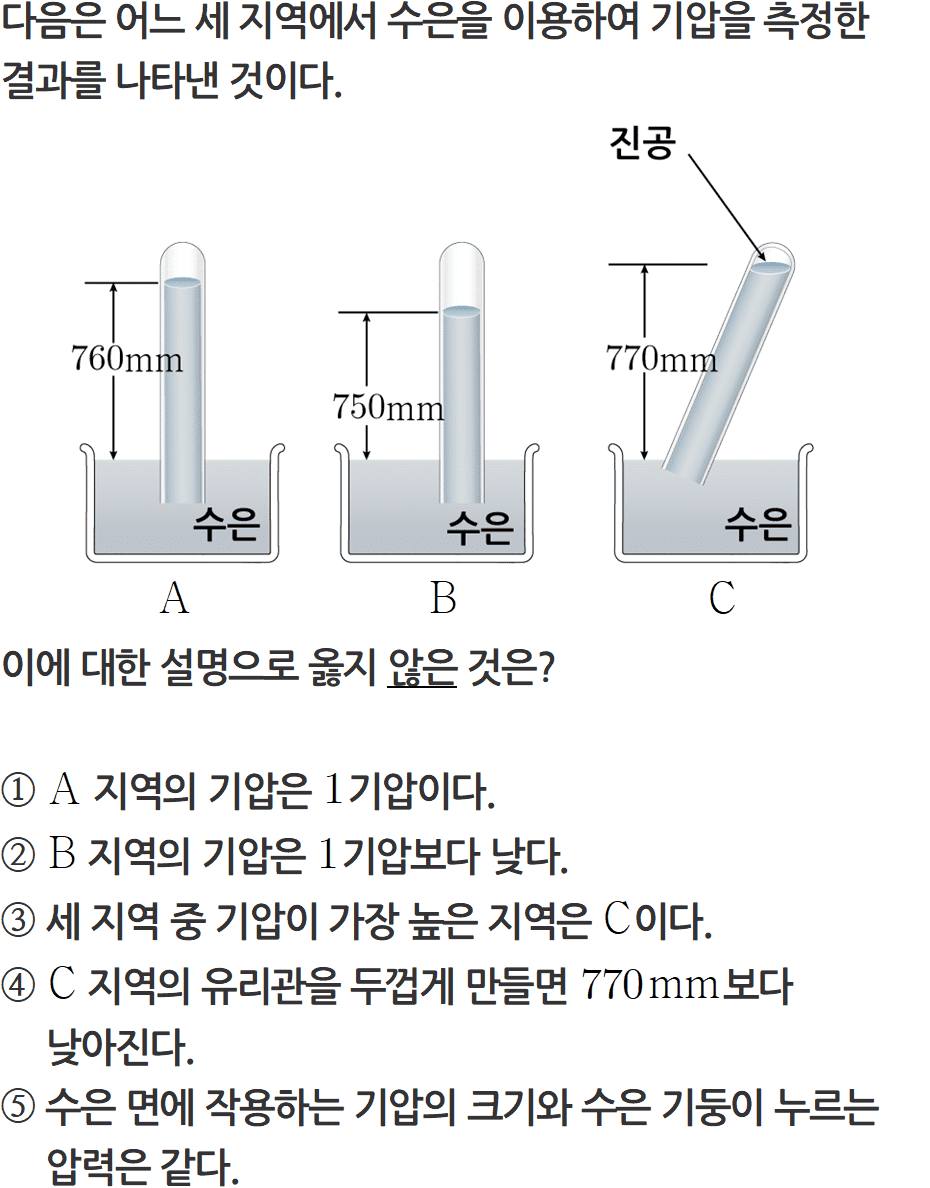 다음은 어느 세 지역에서 수은을 이용하여 기압을 측정한
결과를 나타낸 것이다.
진공
760mm
750mm
770mm
수은
수은
수은
A
B
C
이에 대한 설명으로 옳지 않은 것은?
① A 지역의 기압은 1기압이다.
② B 지역의 기압은 1기압보다 낮다.
③ 세 지역 중 기압이 가장 높은 지역은 C이다.
④ C 지역의 유리관을 두껍게 만들면 770mm보다
낮아진다.
⑤ 수은 면에 작용하는 기압의 크기와 수은 기둥이 누르는
압력은 같다.